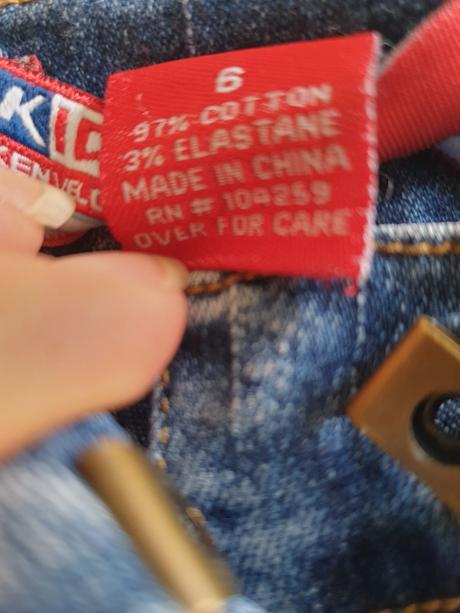 6
97% COTTON
3% ELASTANE
MADE IN CHINA
RN # 104259
OVER FOR CARE